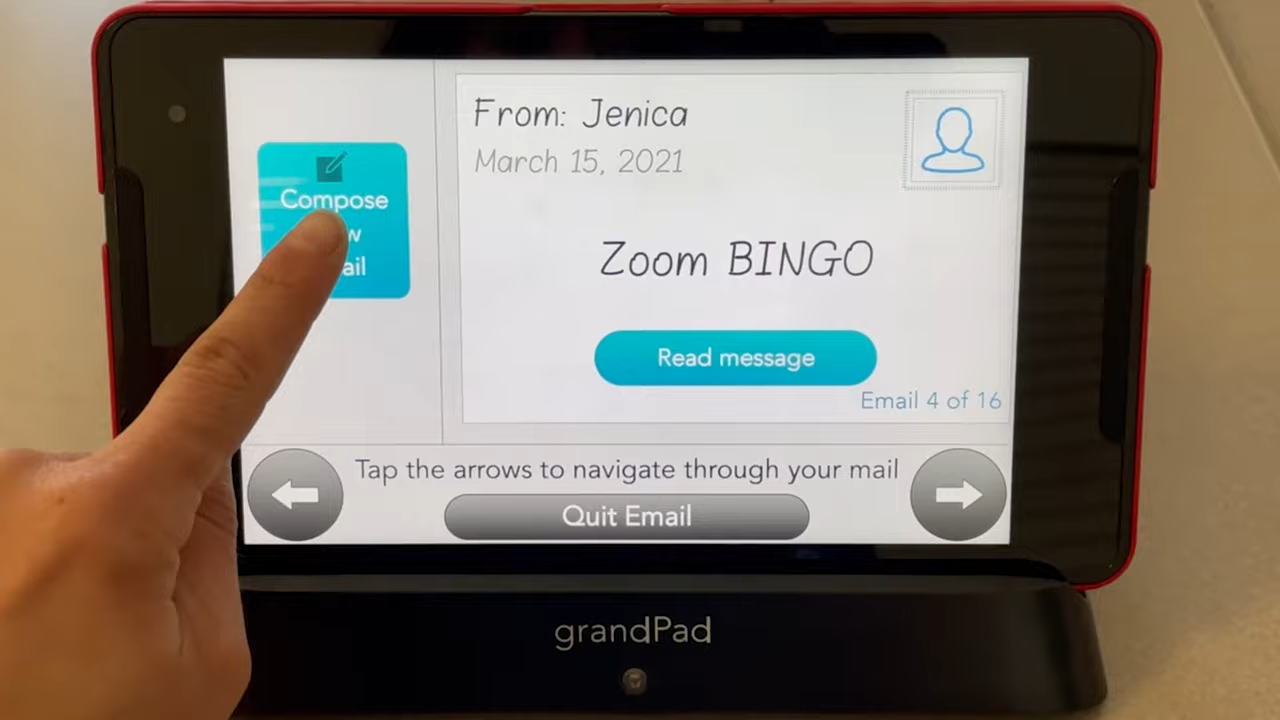 Compose
From: Jenica
March 15, 2021
Zoom BINGO
Read message
Email 4 of 16
Tap the arrows to navigate through your mail
Quit Email
grandPad